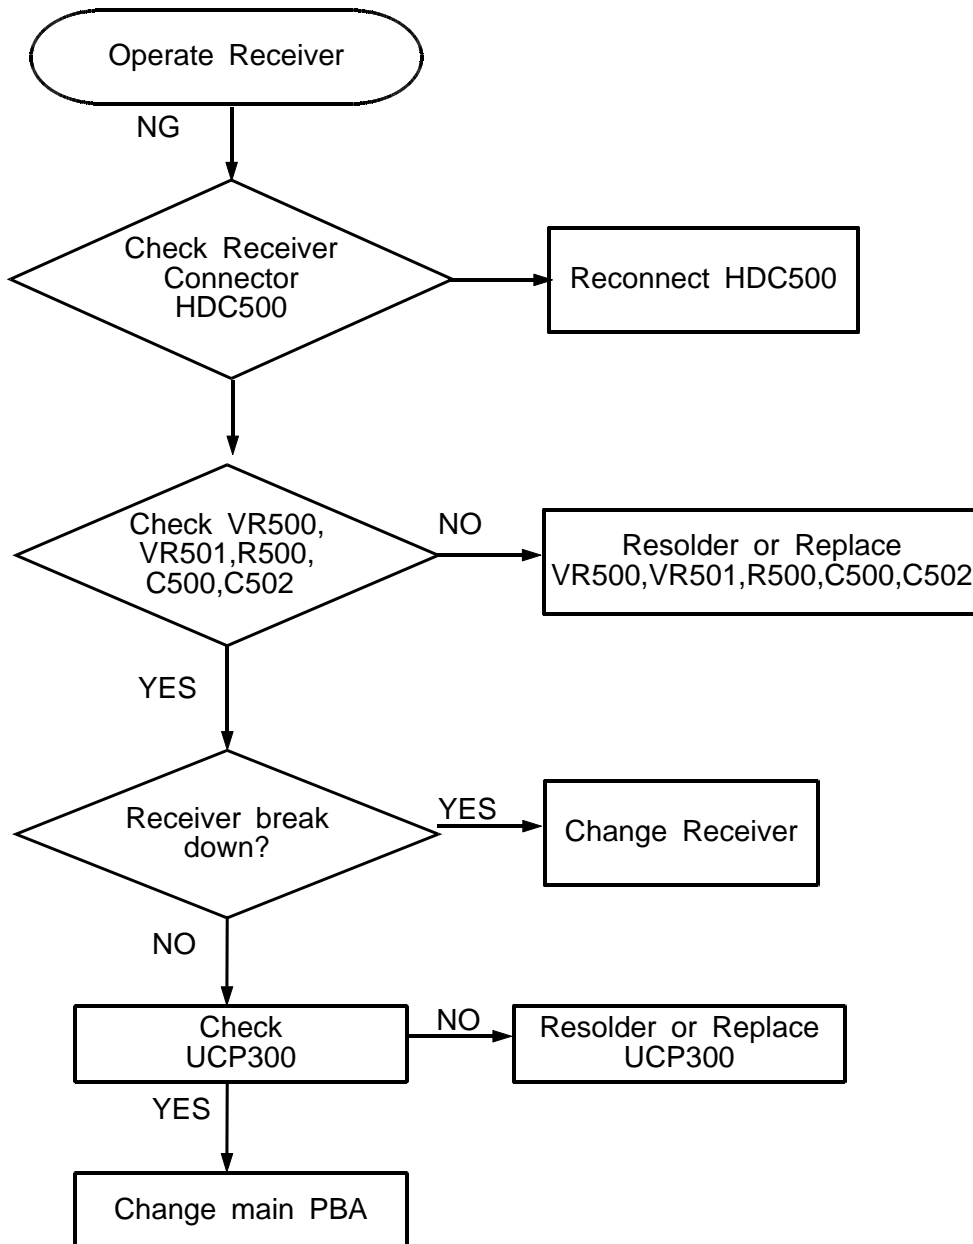 Operate Receiver
NG
Check Receiver
Connector
HDC500
Reconnect HDC500
Check VR500,
VR501,R500,
C500,C502
NO
Resolder or Replace
VR500,VR501,R500,C500,C502
YES
Receiver break
down?
YES
Change Receiver
NO
Check
UCP300
NO
Resolder or Replace
UCP300
YES
Change main PBA